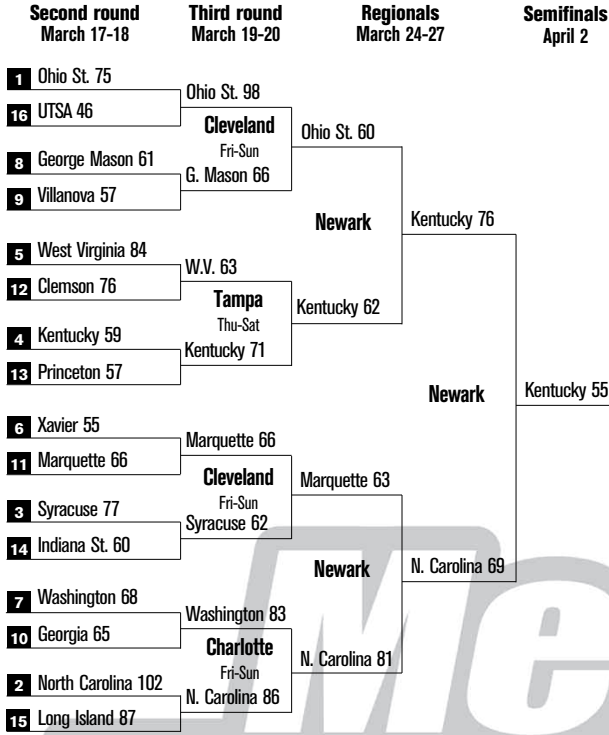 Second round Third round Regionals Semifinals
March 17-18 March 19-20 March 24-27 April 2
1 Ohio St. 75
Ohio St. 98
16 UTSA 46
Cleveland
Ohio St. 60
Fri-Sun
8 George Mason 61
G. Mason 66
9 Villanova 57
Newark
Kentucky 76
5 West Virginia 84
W.V. 63
12 Clemson 76
Tampa
Kentucky 62
Thu-Sat
4 Kentucky 59
Kentucky 71
13 Princeton 57
Newark
Kentucky 55
6 Xavier 55
Marquette 66
11 Marquette 66
Cleveland
Marquette 63
Fri-Sun
3 Syracuse 77
Syracuse 62
14 Indiana St. 60
Newark
N. Carolina 69
7 Washington 68
Washington 83
10 Georgia 65
Charlotte
N. Carolina 81
Fri-Sun
2 North Carolina 102
N. Carolina 86
15 Long Island 87
Me